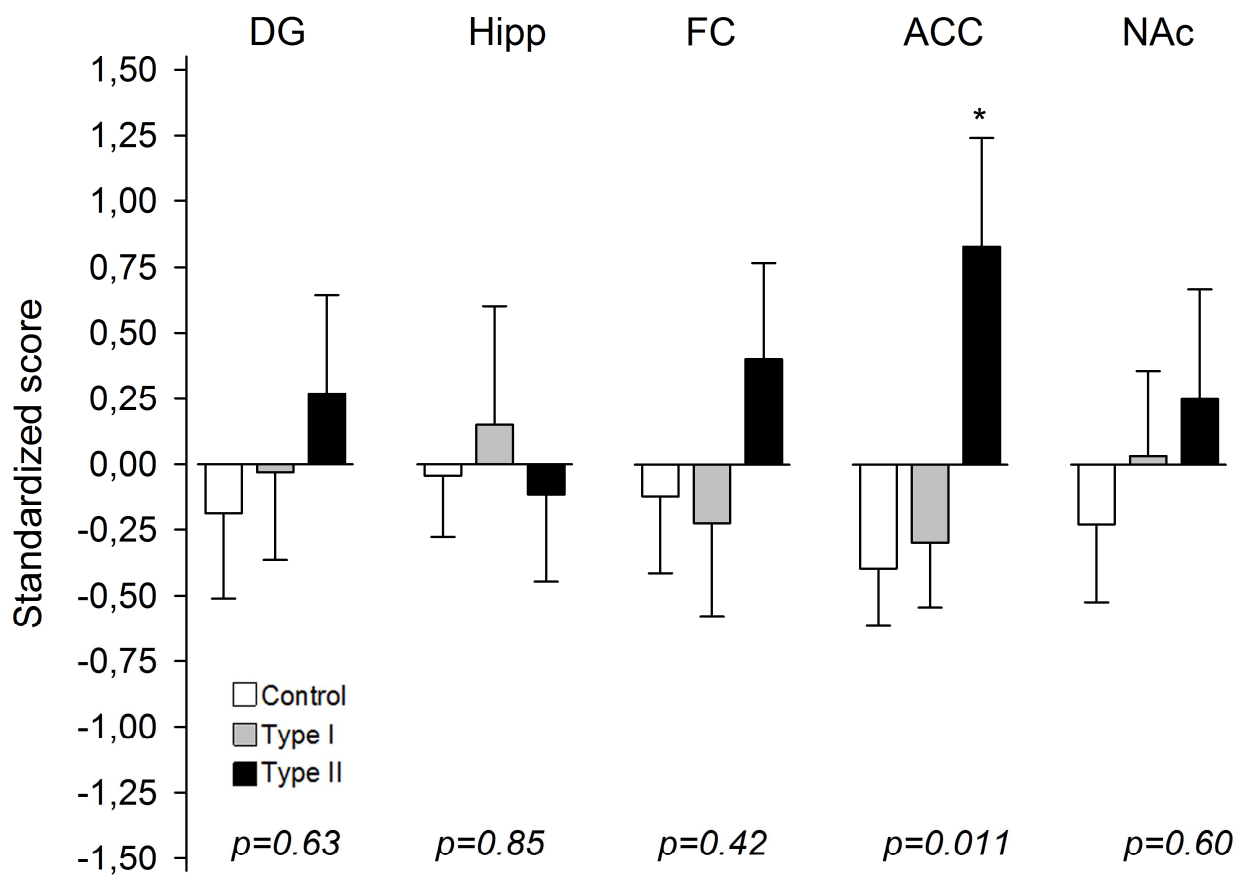 DG Hipp FC ACC NAc
1,50
1,25
*
1,00
0,75
0,50
0,25
0,00
-0,25
-0,50
-0,75
-1,00
-1,25
-1,50
Standardized score
Control
Type I
Type II
p=0.63 p=0.85 p=0.42 p=0.011 p=0.60